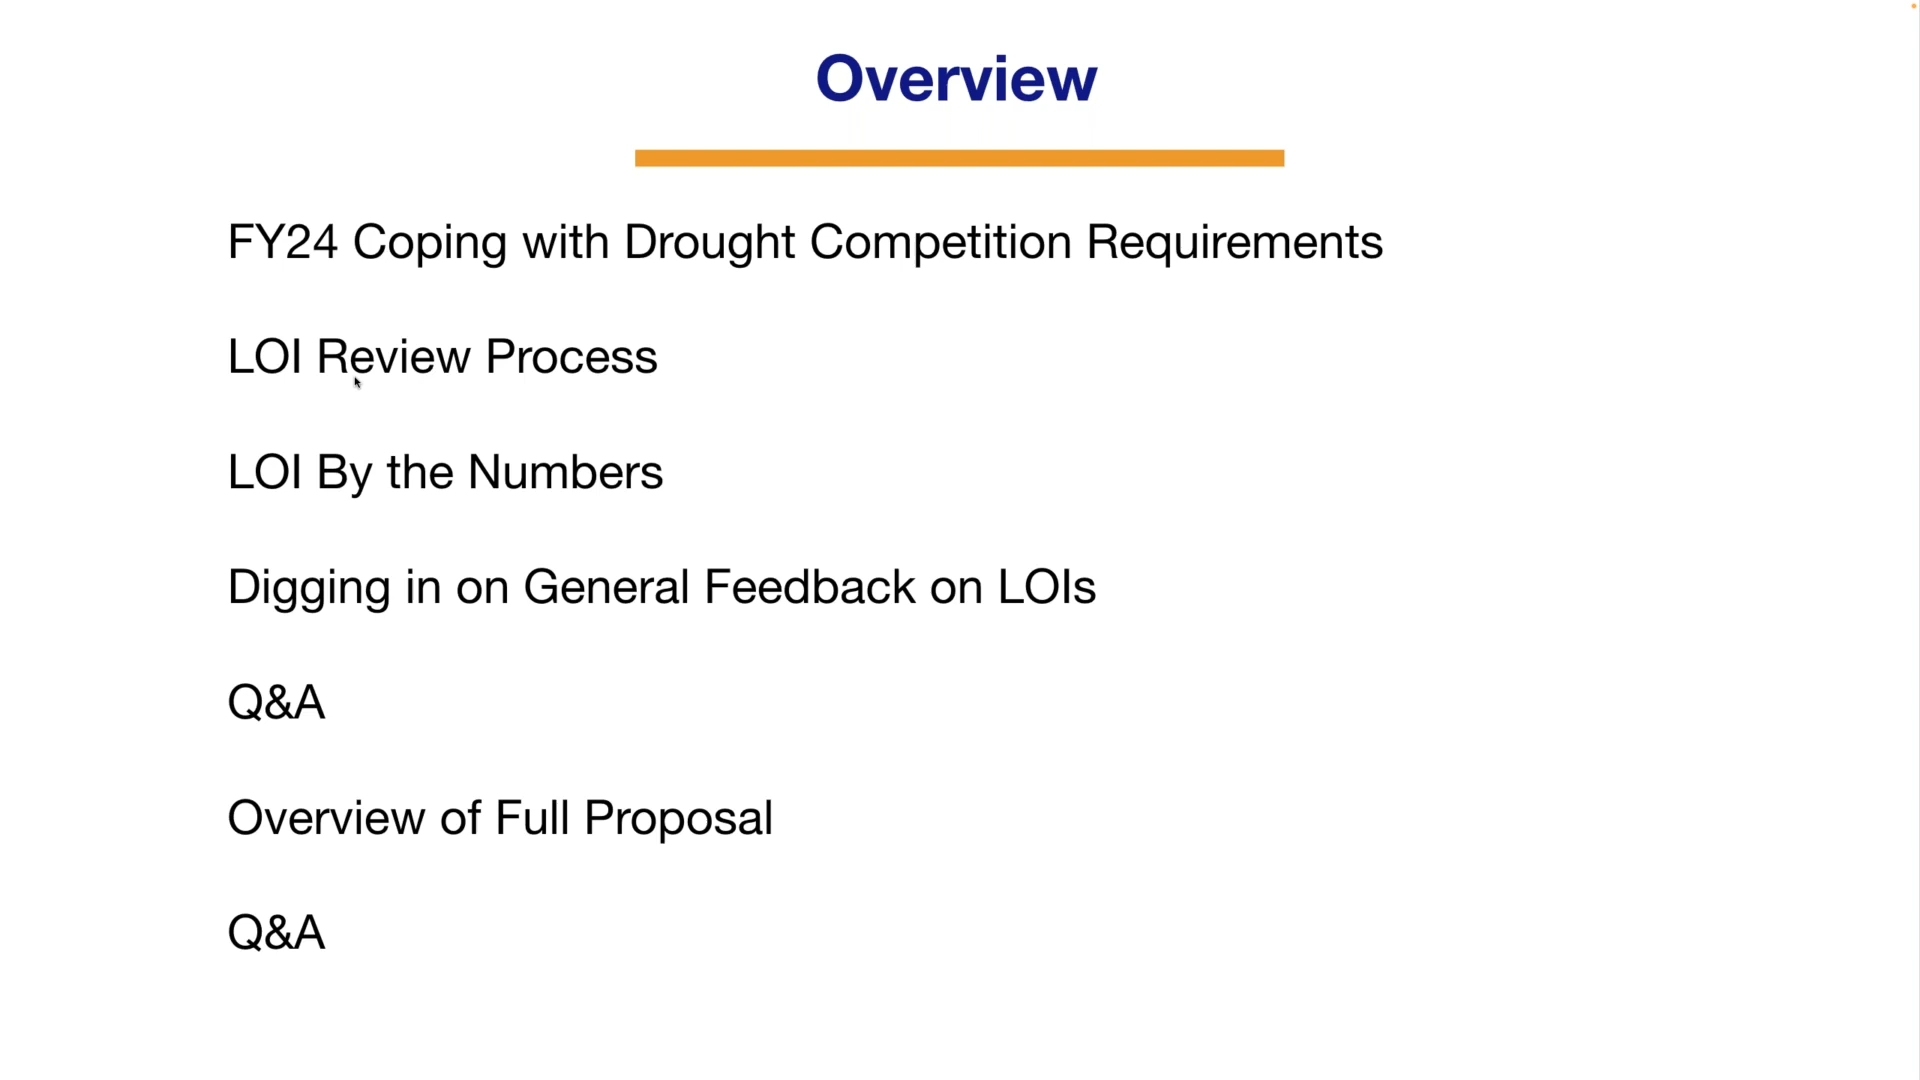 Overview
FY24 Coping with Drought Competition Requirements
LOI Review Process
LOI By the Numbers
Digging in on General Feedback on LOIs
Q&A
Overview of Full Proposal
Q&A